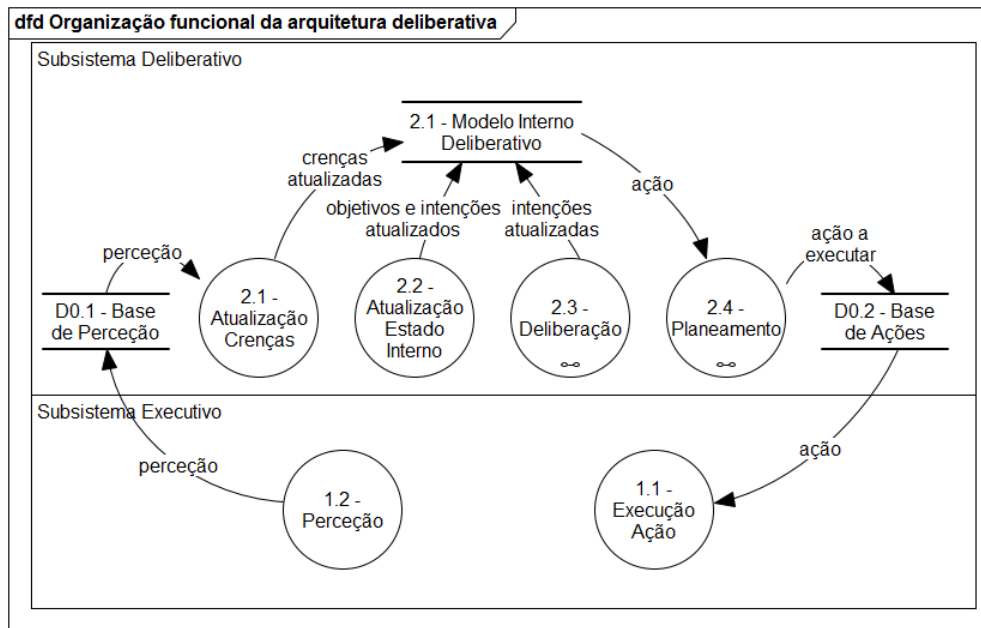 dfd Organização funcional da arquitetura deliberativa
Subsistema Deliberativo
2.1 - Modelo Interno
Deliberativo
crenças
atualizadas
objetivos e intenções
atualizados
intenções
atualizadas
ação
perceção
ação a
executar
D0.1 - Base
de Perceção
2.1 -
Atualização
Crenças
2.2 -
Atualização
Estado
Interno
2.3 -
Deliberação
2.4 -
Planeamento
D0.2 - Base
de Ações
Subsistema Executivo
perceção
ação
1.2 -
Perceção
1.1 -
Execução
Ação